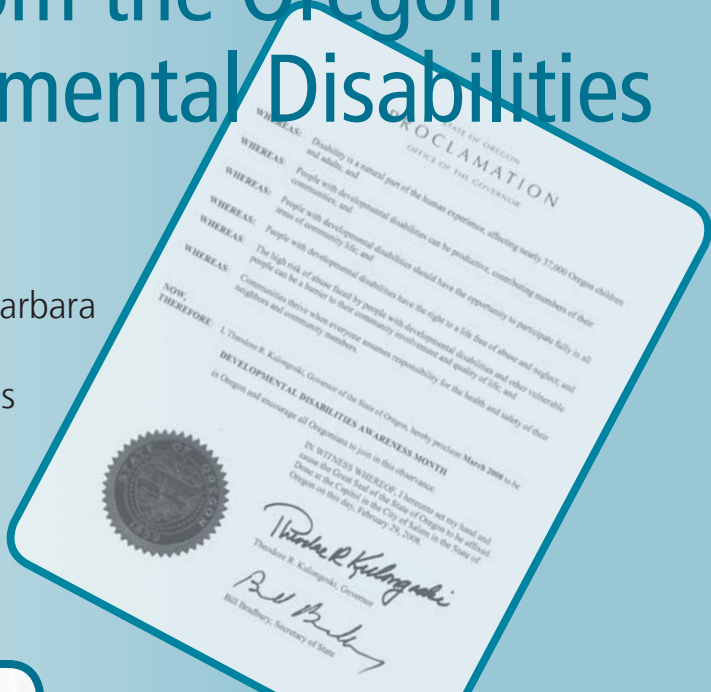 om the Oregon
mental Disabilities
arbara
s
STATE OF OREGON
PROCLAMATION
OFFICE OF THE GOVERNOR
WHEREAS: Disability is a natural part of the human experience, affecting nearly 37,000 Oregon children
and adults; and
WHEREAS: People with developmental disabilities can be productive, contributing members of their
communities; and
WHEREAS: People with developmental disabilities should have the opportunity to participate fully in all
areas of community life; and
WHEREAS: People with developmental disabilities have the right to a life free of abuse and neglect; and
WHEREAS: The high risk of abuse faced by people with developmental disabilities and other vulnerable
people can be a barrier to their community involvement and quality of life; and
WHEREAS: Communities thrive when everyone assumes responsibility for the health and safety of their
neighbors and community members.
NOW,
THEREFORE: I, Theodore R. Kulongoski, Governor of the State of Oregon, hereby proclaim March 2008 to be
DEVELOPMENTAL DISABILITIES AWARENESS MONTH
in Oregon and encourage all Oregonians to join in this observance.
IN WITNESS WHEREOF, I hereunto set my hand and
cause the Great Seal of the State of Oregon to be affixed.
Done at the Capitol in the City of Salem in the State of
Oregon on this day, February 29, 2008.
STATE OF OREGON
1859
Theodore R Kulongoski
Theodore R. Kulongoski, Governor
Bill Bradbury
Bill Bradbury, Secretary of State